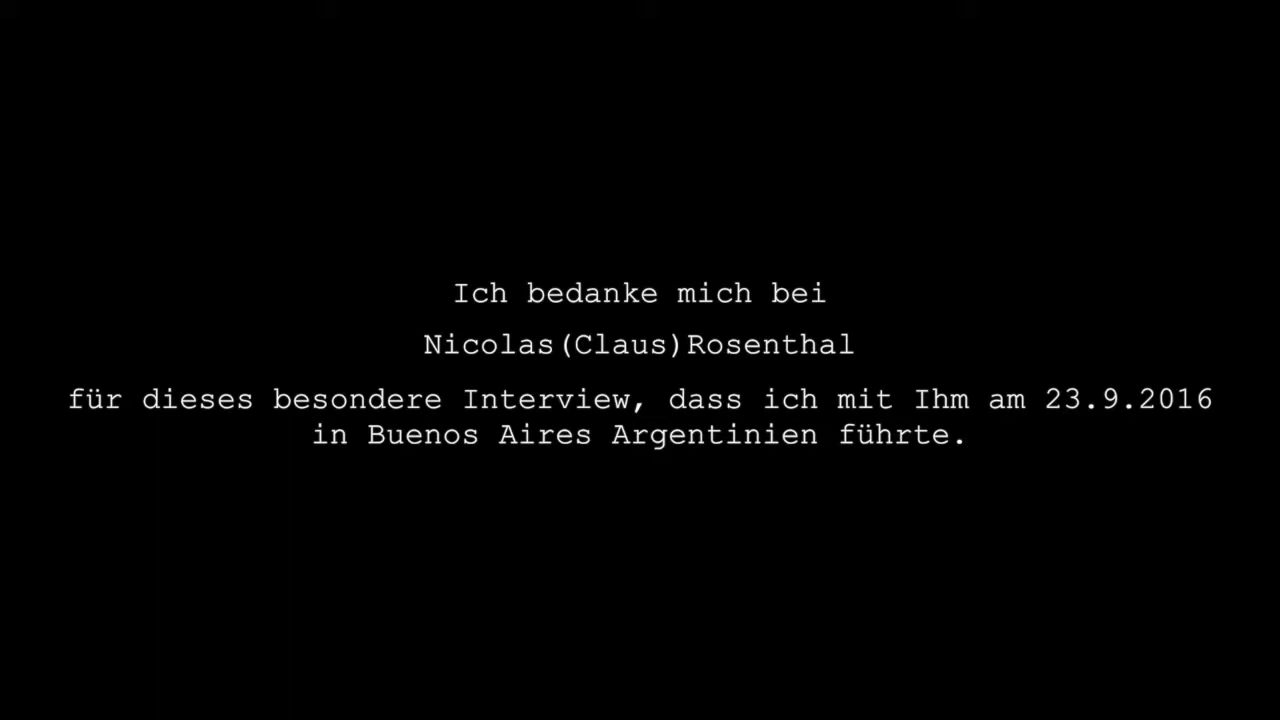 Ich bedanke mich bei
Nicolas(Claus)Rosenthal
für dieses besondere Interview, dass ich mit Ihm am 23.9.2016
in Buenos Aires Argentinien führte.